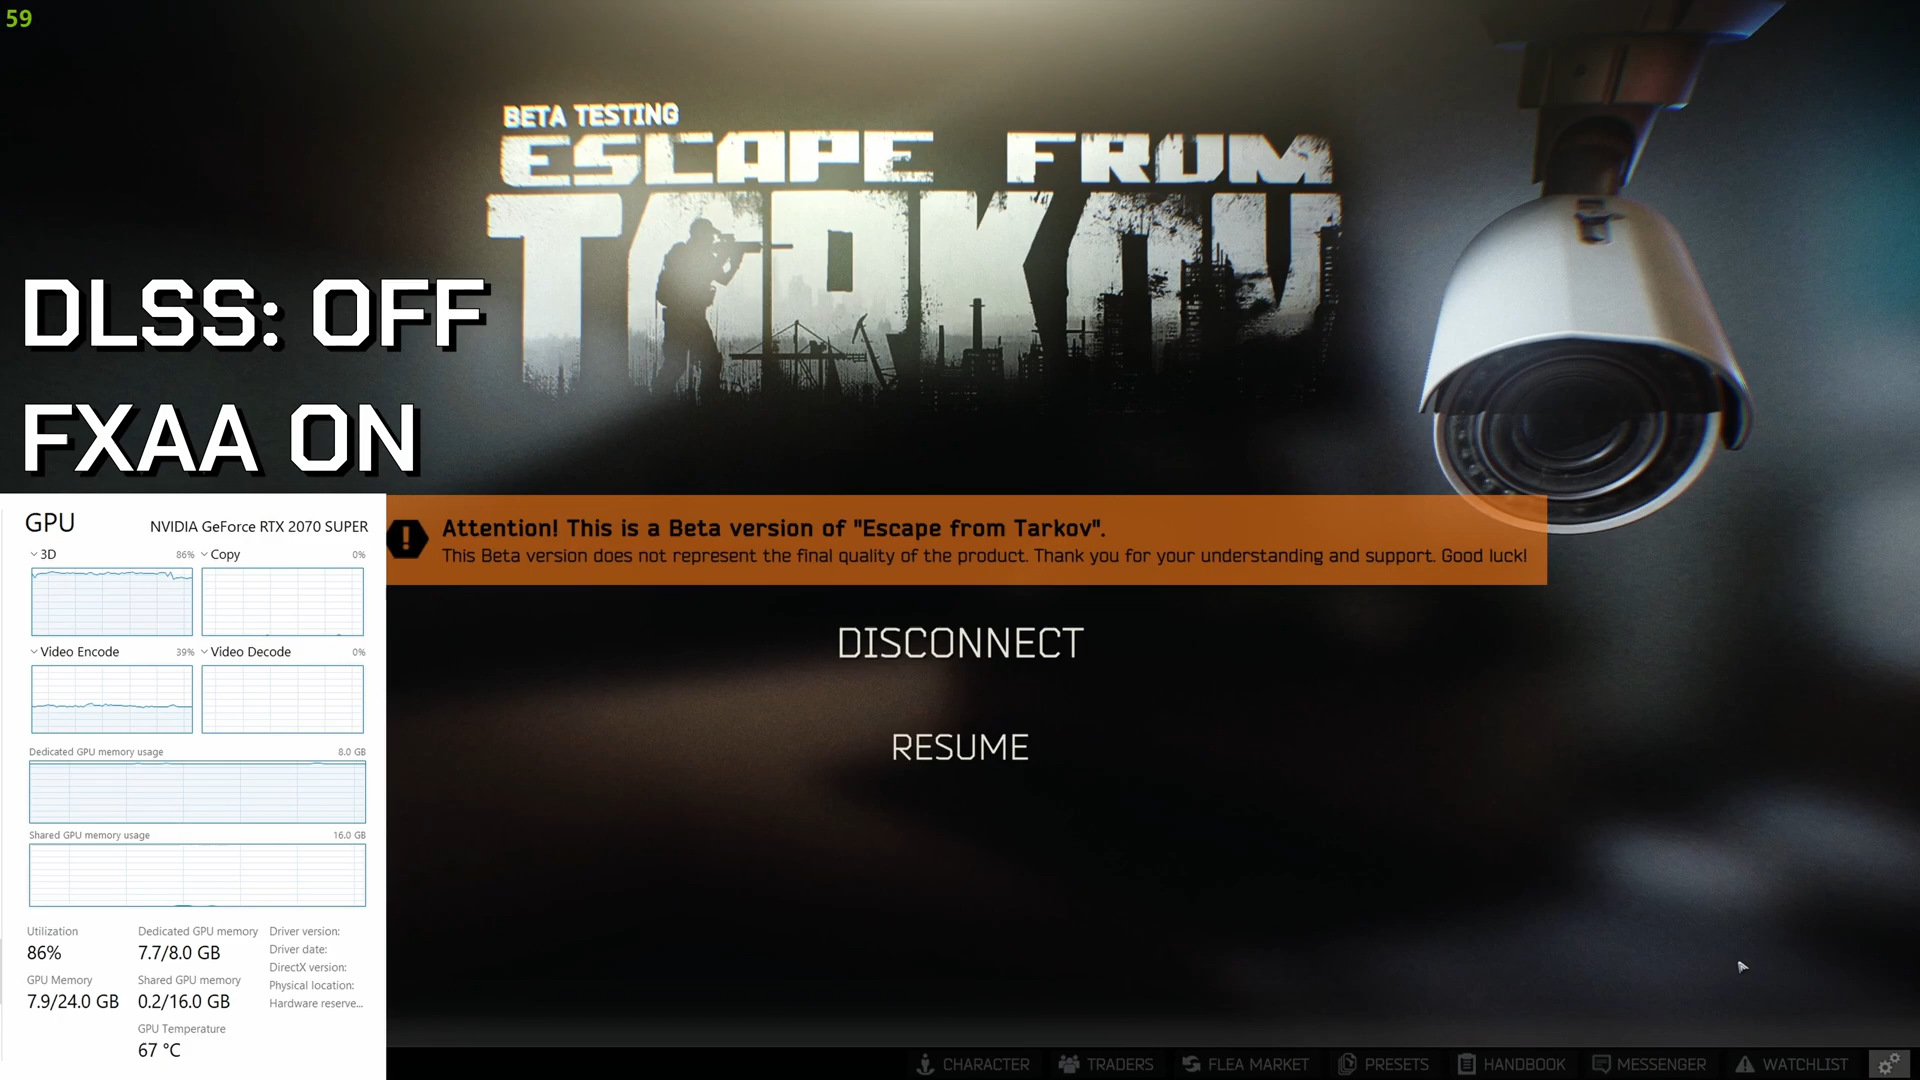 59
BETA TESTING
ESCAPE FROM
TARKOV
DLSS: OFF
FXAA ON
GPU
NVIDIA GeForce RTX 2070 SUPER
3D 86%
Copy 0%
Video Encode 39%
Video Decode 0%
Dedicated GPU memory usage 8.0 GB
Shared GPU memory usage 16.0 GB
Utilization
86%
Dedicated GPU memory
7.7/8.0 GB
Driver version:
Driver date:
DirectX version:
Physical location:
Hardware reserve...
GPU Memory
7.9/24.0 GB
Shared GPU memory
0.2/16.0 GB
GPU Temperature
67 °C
Attention! This is a Beta version of "Escape from Tarkov".
This Beta version does not represent the final quality of the product. Thank you for your understanding and support. Good luck!
DISCONNECT
RESUME
CHARACTER
TRADERS
FLEA MARKET
PRESETS
HANDBOOK
MESSENGER
WATCHLIST